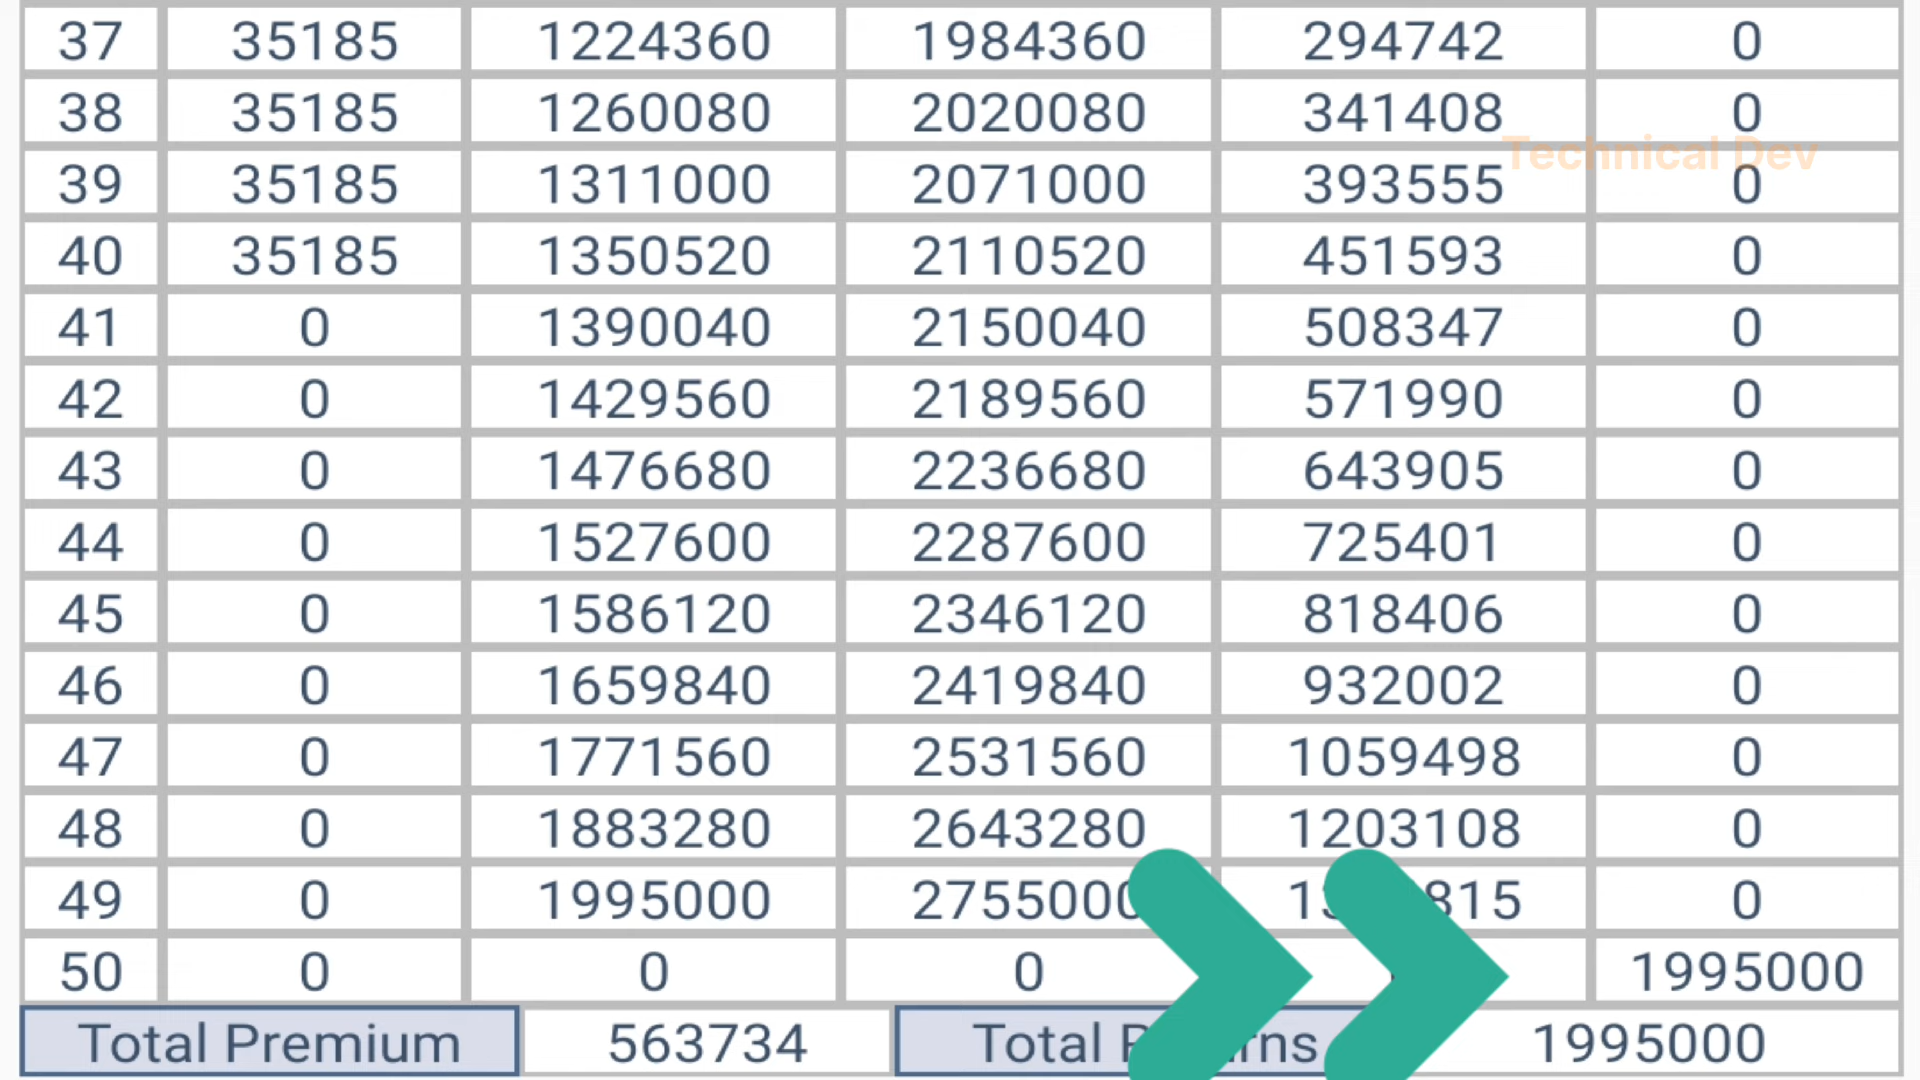 37 35185 1224360 1984360 294742 0
38 35185 1260080 2020080 341408 0
Technical Dev
39 35185 1311000 2071000 393555 0
40 35185 1350520 2110520 451593 0
41 0 1390040 2150040 508347 0
42 0 1429560 2189560 571990 0
43 0 1476680 2236680 643905 0
44 0 1527600 2287600 725401 0
45 0 1586120 2346120 818406 0
46 0 1659840 2419840 932002 0
47 0 1771560 2531560 1059498 0
48 0 1883280 2643280 1203108 0
49 0 1995000 2755000 0
50 0 0 0 1995000
Total Premium 563734 Total 1995000